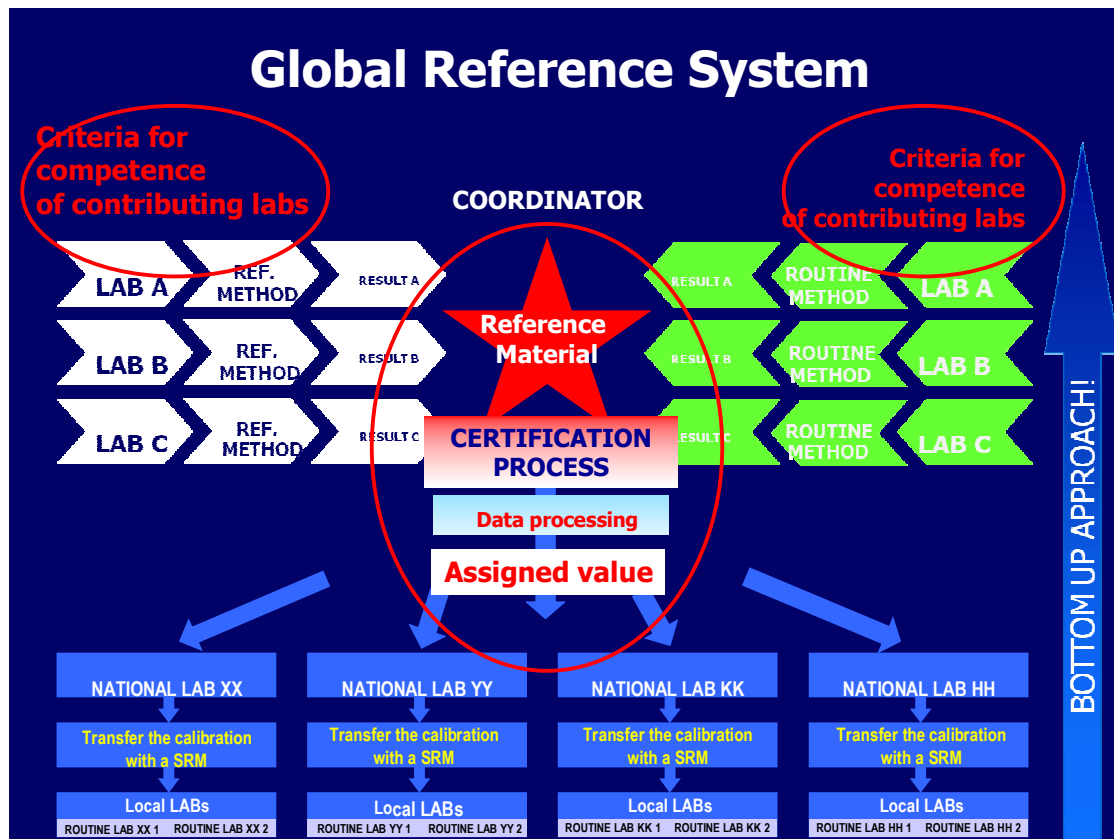 Global Reference System
Criteria for
competence
of contributing labs
Criteria for
competence
of contributing labs
COORDINATOR
LAB A
REF.
METHOD
RESULT A
LAB B
REF.
METHOD
RESULT B
LAB C
REF.
METHOD
RESULT C
Reference
Material
RESULT A
ROUTINE
METHOD
LAB A
RESULT B
ROUTINE
METHOD
LAB B
RESULT C
ROUTINE
METHOD
LAB C
CERTIFICATION
PROCESS
Data processing
Assigned value
BOTTOM UP APPROACH!
NATIONAL LAB XX
NATIONAL LAB YY
NATIONAL LAB KK
NATIONAL LAB HH
Transfer the calibration
with a SRM
Transfer the calibration
with a SRM
Transfer the calibration
with a SRM
Transfer the calibration
with a SRM
Local LABs
ROUTINE LAB XX 1 ROUTINE LAB XX 2
Local LABs
ROUTINE LAB YY 1 ROUTINE LAB YY 2
Local LABs
ROUTINE LAB KK 1 ROUTINE LAB KK 2
Local LABs
ROUTINE LAB HH 1 ROUTINE LAB HH 2